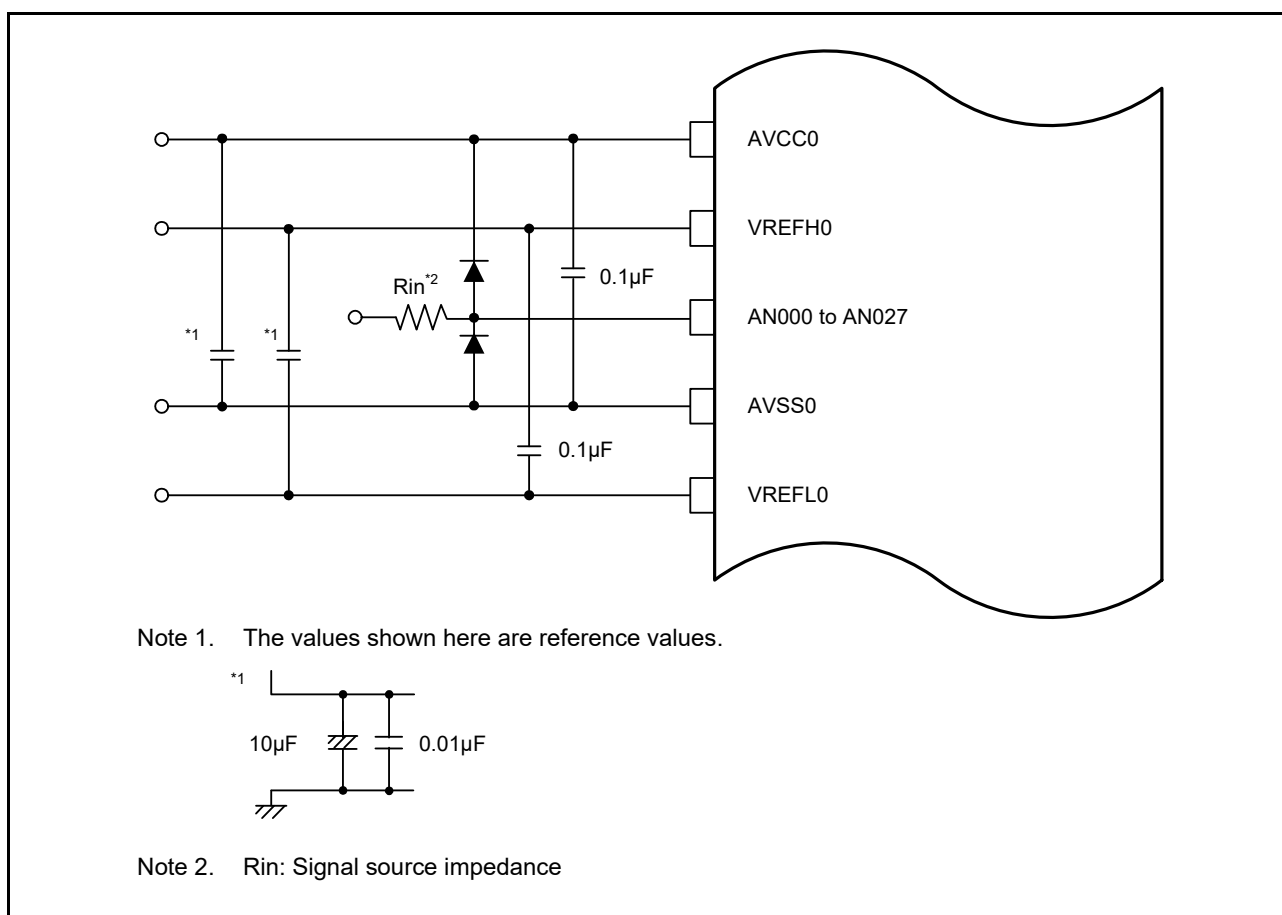 AVCC0
VREFH0
Rin*2
0.1µF
AN000 to AN027
*1
*1
AVSS0
0.1µF
VREFL0
Note 1. The values shown here are reference values.
*1
10µF
0.01µF
Note 2. Rin: Signal source impedance